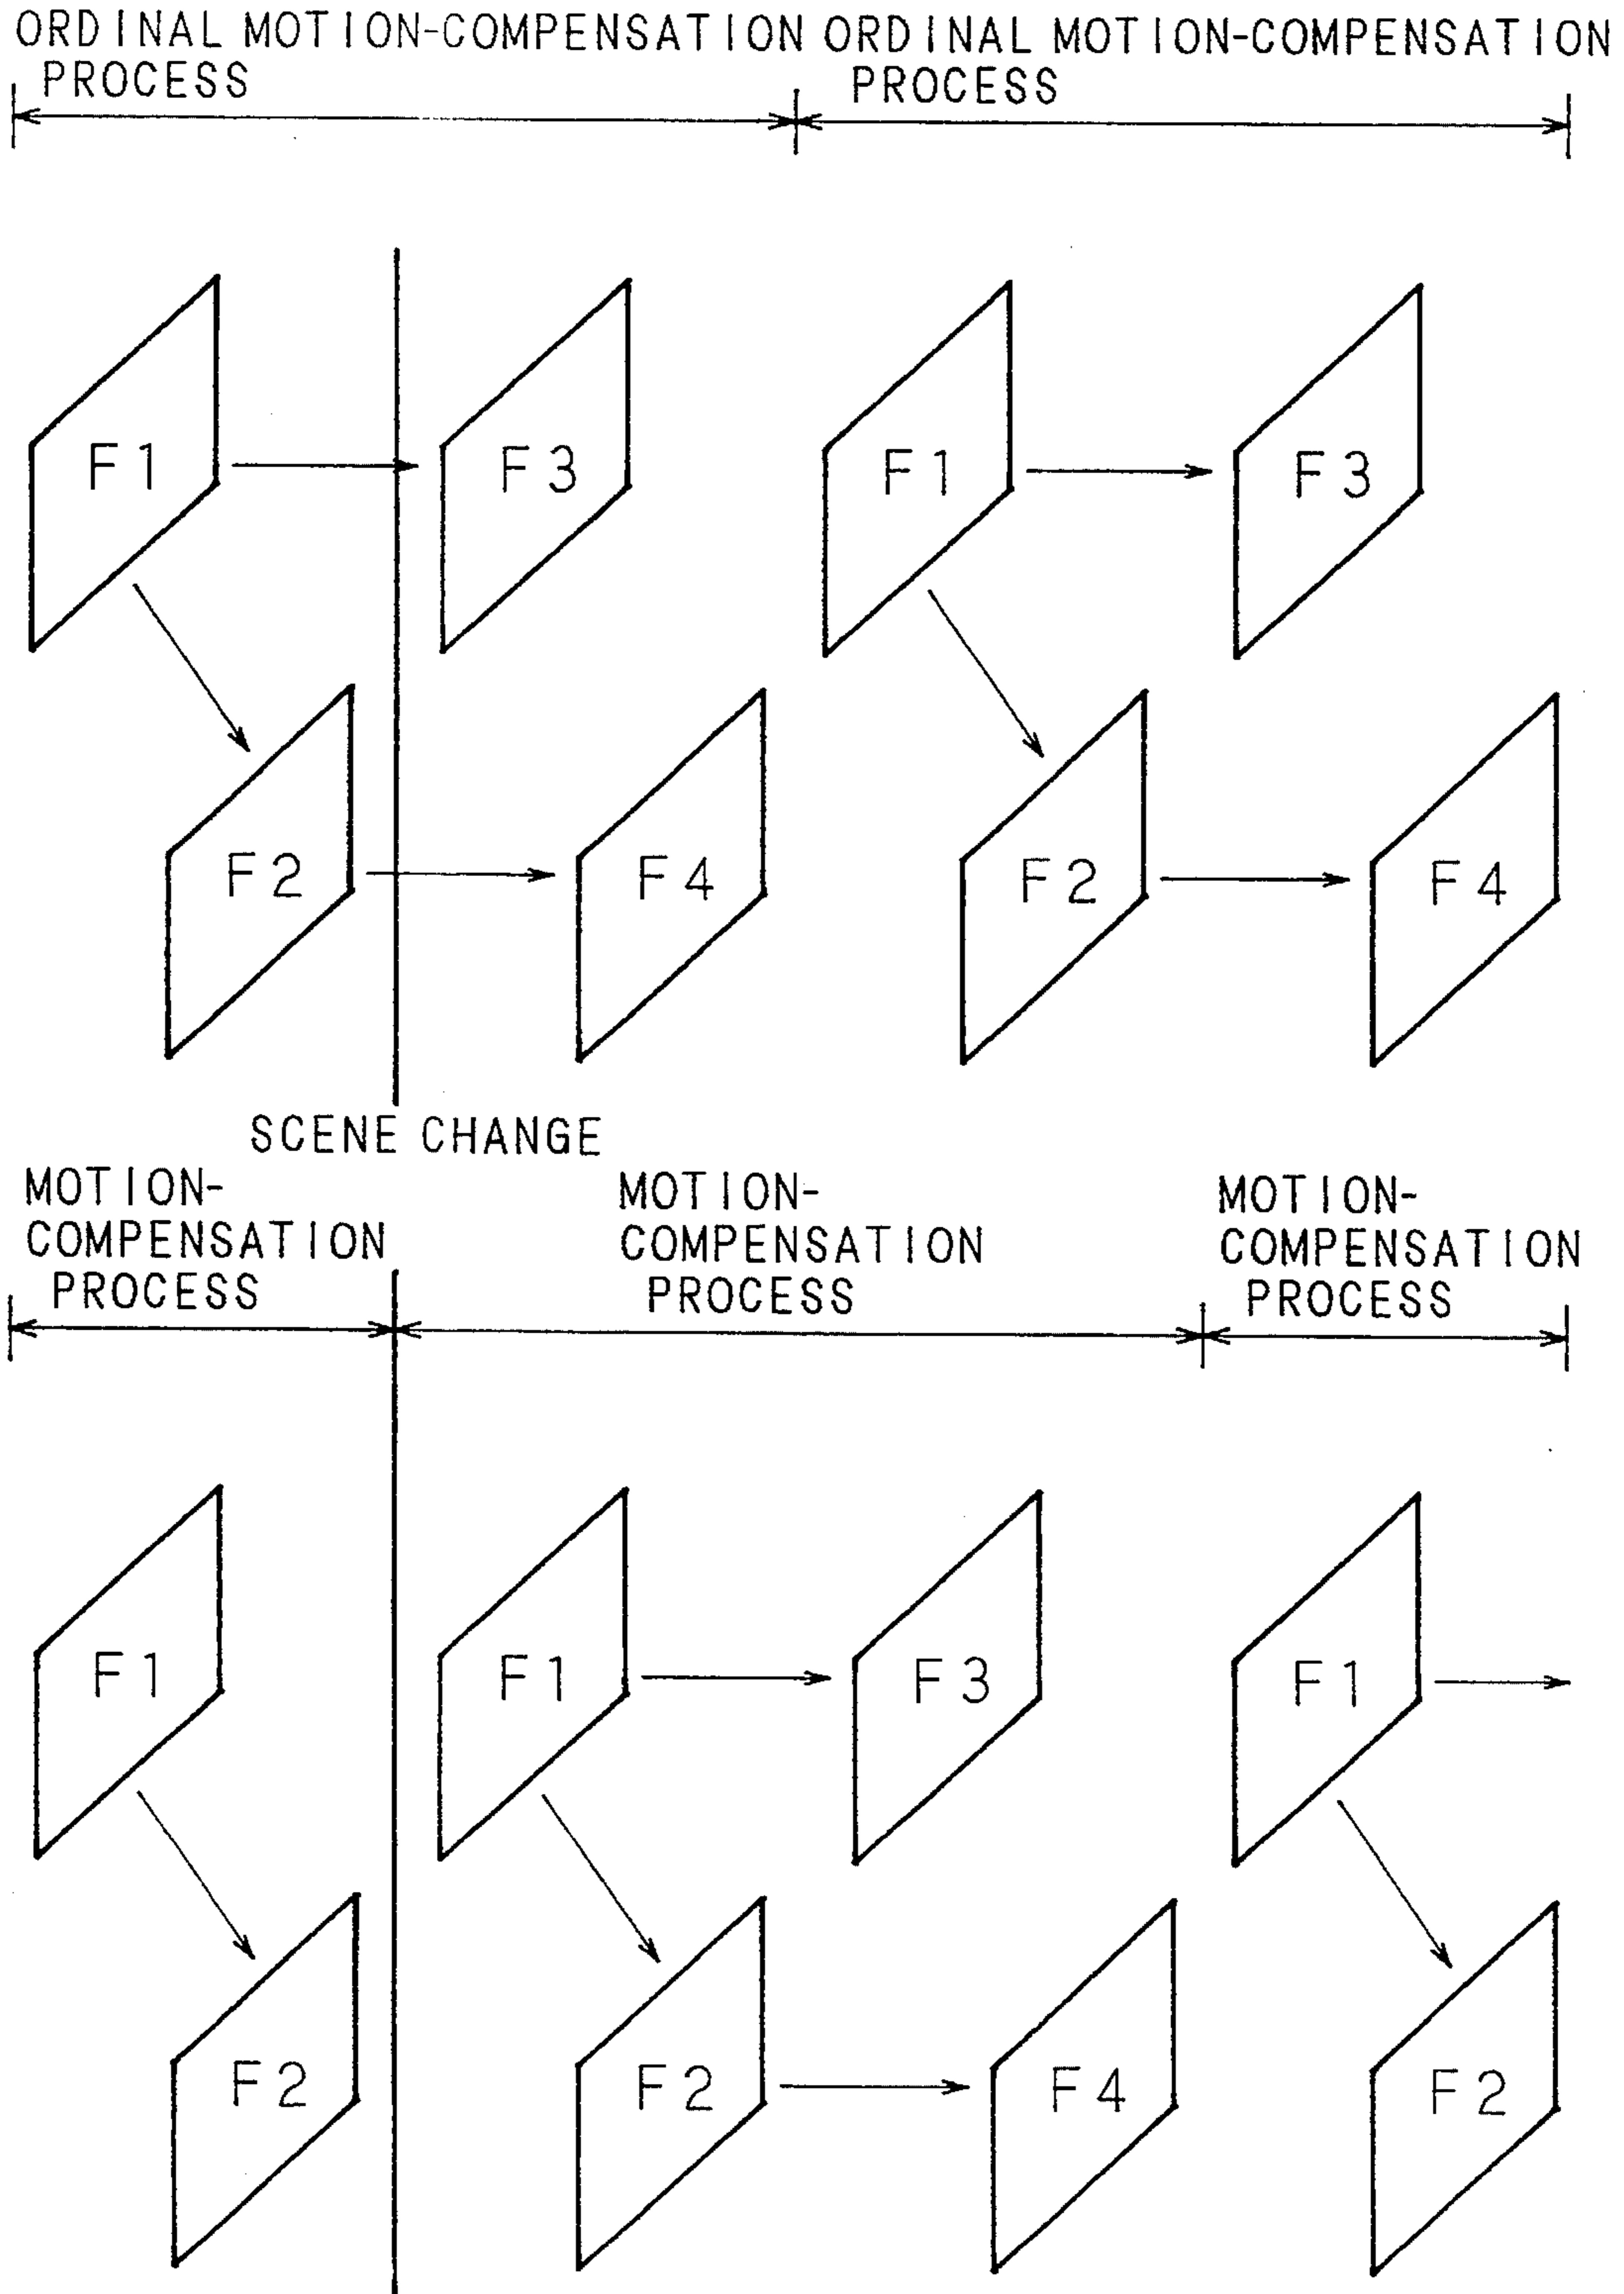 ORDINAL MOTION-COMPENSATION PROCESS
ORDINAL MOTION-COMPENSATION PROCESS
F1
F3
F1
F3
F2
F4
F2
F4
SCENE CHANGE
MOTION-
COMPENSATION
PROCESS
MOTION-
COMPENSATION
PROCESS
MOTION-
COMPENSATION
PROCESS
F1
F1
F3
F1
F2
F2
F4
F2